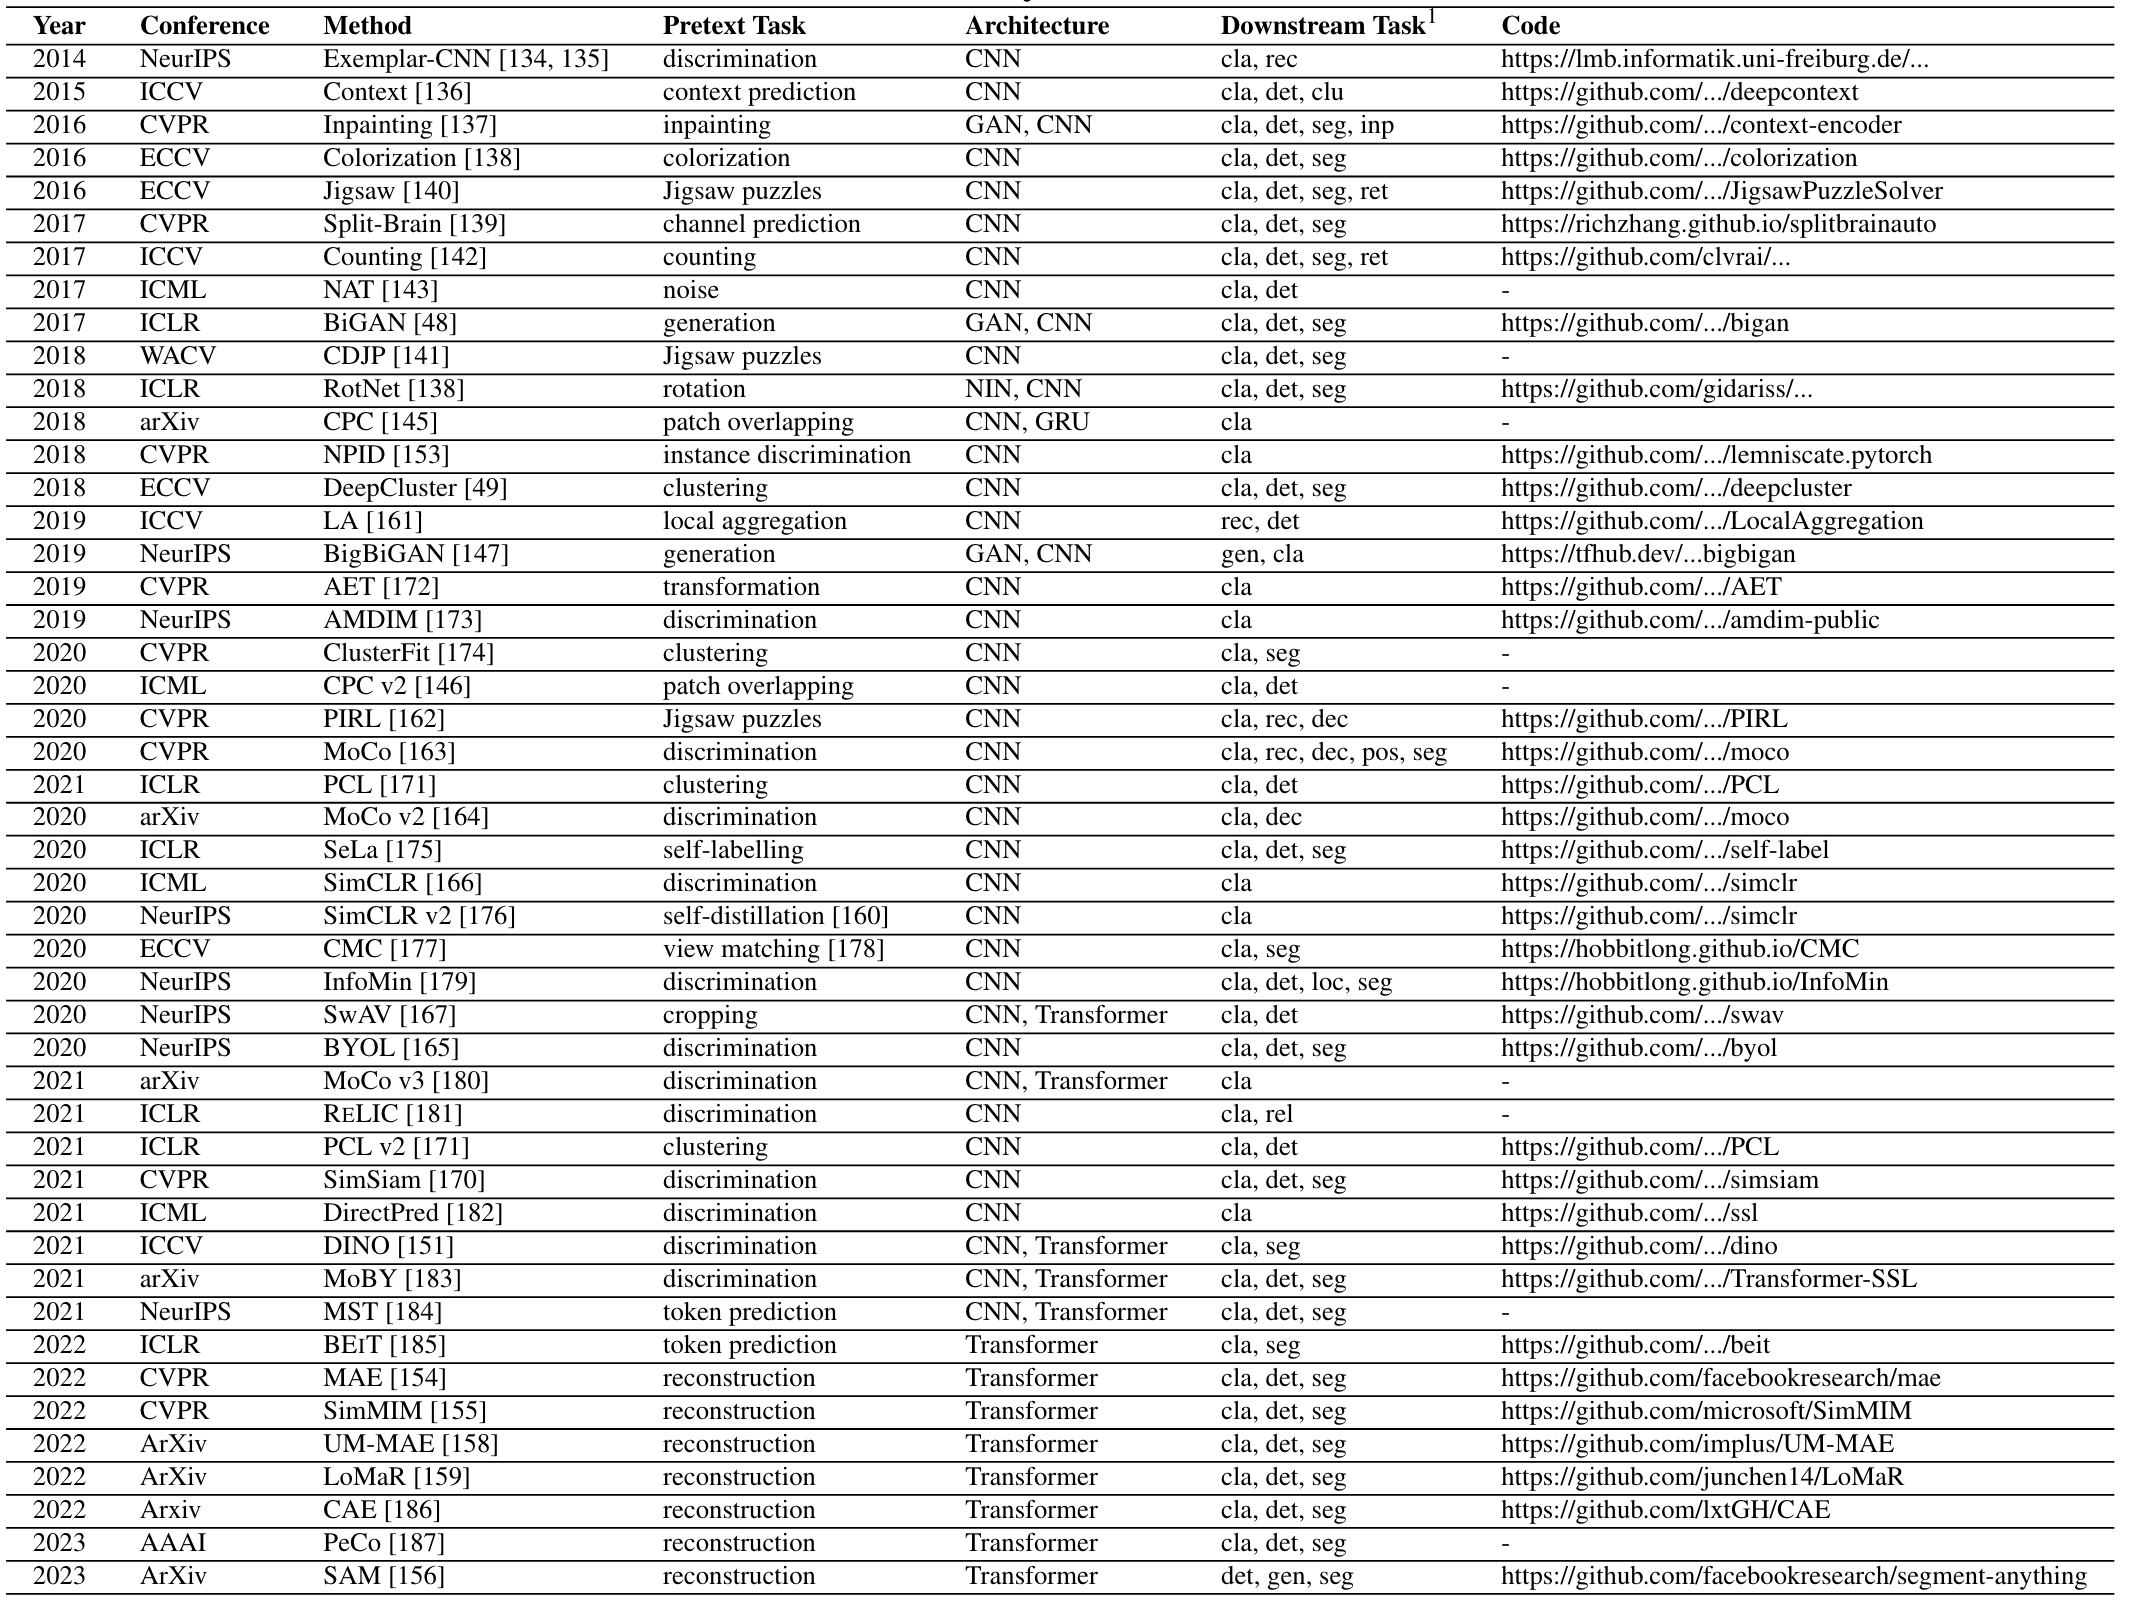 Year Conference Method Pretext Task Architecture Downstream Task1 Code
2014 NeurIPS Exemplar-CNN [134, 135] discrimination CNN cla, rec https://lmb.informatik.uni-freiburg.de/...
2015 ICCV Context [136] context prediction CNN cla, det, clu https://github.com/.../deepcontext
2016 CVPR Inpainting [137] inpainting GAN, CNN cla, det, seg, inp https://github.com/.../context-encoder
2016 ECCV Colorization [138] colorization CNN cla, det, seg https://github.com/.../colorization
2016 ECCV Jigsaw [140] Jigsaw puzzles CNN cla, det, seg, ret https://github.com/.../JigsawPuzzleSolver
2017 CVPR Split-Brain [139] channel prediction CNN cla, det, seg https://richzhang.github.io/splitbrainauto
2017 ICCV Counting [142] counting CNN cla, det, seg, ret https://github.com/clvrai/...
2017 ICML NAT [143] noise CNN cla, det -
2017 ICLR BiGAN [48] generation GAN, CNN cla, det, seg https://github.com/.../bigan
2018 WACV CDJP [141] Jigsaw puzzles CNN cla, det, seg -
2018 ICLR RotNet [138] rotation NIN, CNN cla, det, seg https://github.com/gidariss/...
2018 arXiv CPC [145] patch overlapping CNN, GRU cla -
2018 CVPR NPID [153] instance discrimination CNN cla https://github.com/.../lemniscate.pytorch
2018 ECCV DeepCluster [49] clustering CNN cla, det, seg https://github.com/.../deepcluster
2019 ICCV LA [161] local aggregation CNN rec, det https://github.com/.../LocalAggregation
2019 NeurIPS BigBiGAN [147] generation GAN, CNN gen, cla https://tfhub.dev/...bigbigan
2019 CVPR AET [172] transformation CNN cla https://github.com/.../AET
2019 NeurIPS AMDIM [173] discrimination CNN cla https://github.com/.../amdim-public
2020 CVPR ClusterFit [174] clustering CNN cla, seg -
2020 ICML CPC v2 [146] patch overlapping CNN cla, det -
2020 CVPR PIRL [162] Jigsaw puzzles CNN cla, rec, dec https://github.com/.../PIRL
2020 CVPR MoCo [163] discrimination CNN cla, rec, dec, pos, seg https://github.com/.../moco
2021 ICLR PCL [171] clustering CNN cla, det https://github.com/.../PCL
2020 arXiv MoCo v2 [164] discrimination CNN cla, dec https://github.com/.../moco
2020 ICLR SeLa [175] self-labelling CNN cla, det, seg https://github.com/.../self-label
2020 ICML SimCLR [166] discrimination CNN cla https://github.com/.../simclr
2020 NeurIPS SimCLR v2 [176] self-distillation [160] CNN cla https://github.com/.../simclr
2020 ECCV CMC [177] view matching [178] CNN cla, seg https://hobbitlong.github.io/CMC
2020 NeurIPS InfoMin [179] discrimination CNN cla, det, loc, seg https://hobbitlong.github.io/InfoMin
2020 NeurIPS SwAV [167] cropping CNN, Transformer cla, det https://github.com/.../swav
2020 NeurIPS BYOL [165] discrimination CNN cla, det, seg https://github.com/.../byol
2021 arXiv MoCo v3 [180] discrimination CNN, Transformer cla -
2021 ICLR RELIC [181] discrimination CNN cla, rel -
2021 ICLR PCL v2 [171] clustering CNN cla, det https://github.com/.../PCL
2021 CVPR SimSiam [170] discrimination CNN cla, det, seg https://github.com/.../simsiam
2021 ICML DirectPred [182] discrimination CNN cla https://github.com/.../ssl
2021 ICCV DINO [151] discrimination CNN, Transformer cla, seg https://github.com/.../dino
2021 arXiv MoBY [183] discrimination CNN, Transformer cla, det, seg https://github.com/.../Transformer-SSL
2021 NeurIPS MST [184] token prediction CNN, Transformer cla, det, seg -
2022 ICLR BEIT [185] token prediction Transformer cla, seg https://github.com/.../beit
2022 CVPR MAE [154] reconstruction Transformer cla, det, seg https://github.com/facebookresearch/mae
2022 CVPR SimMIM [155] reconstruction Transformer cla, det, seg https://github.com/microsoft/SimMIM
2022 ArXiv UM-MAE [158] reconstruction Transformer cla, det, seg https://github.com/implus/UM-MAE
2022 ArXiv LoMaR [159] reconstruction Transformer cla, det, seg https://github.com/junchen14/LoMaR
2022 Arxiv CAE [186] reconstruction Transformer cla, det, seg https://github.com/lxtGH/CAE
2023 AAAI PeCo [187] reconstruction Transformer cla, det, seg -
2023 ArXiv SAM [156] reconstruction Transformer det, gen, seg https://github.com/facebookresearch/segment-anything